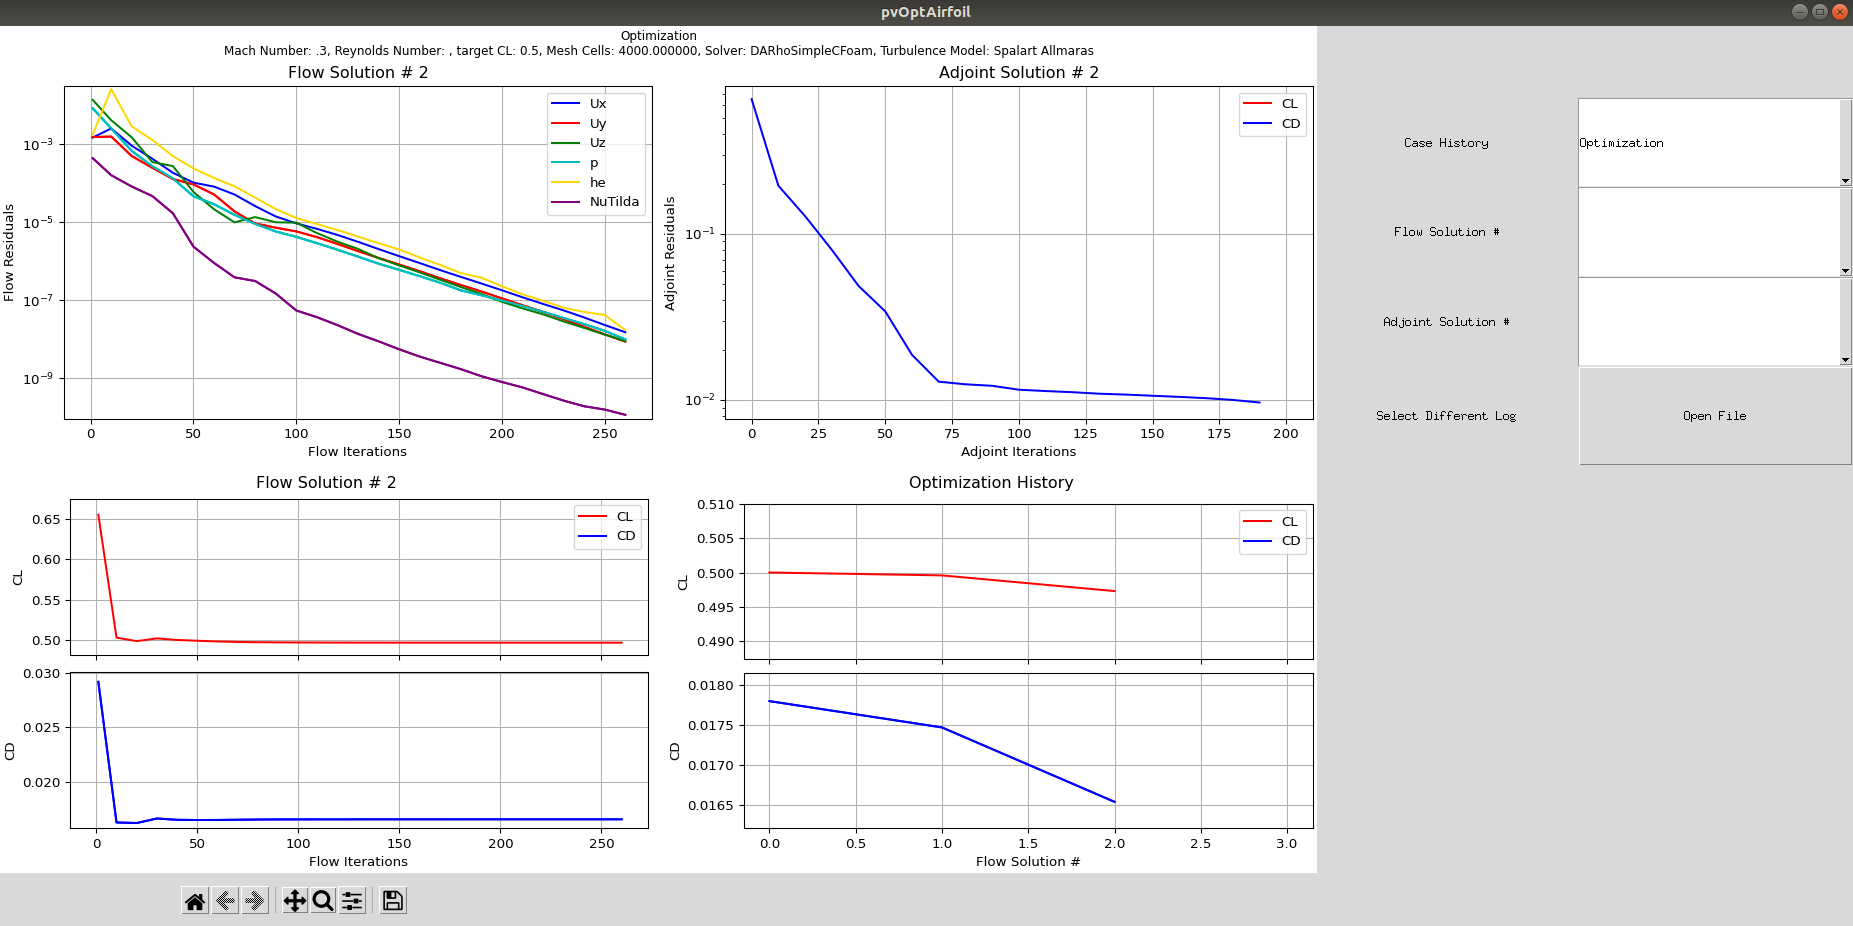 pvOptAirfoil
Optimization
Mach Number: .3, Reynolds Number: , target CL: 0.5, Mesh Cells: 4000.000000, Solver: DARhoSimpleCFoam, Turbulence Model: Spalart Allmaras
Flow Solution # 2
Flow Residuals
10⁻³
10⁻⁵
10⁻⁷
10⁻⁹
Ux
Uy
Uz
p
he
NuTilda
0 50 100 150 200 250
Flow Iterations
Adjoint Solution # 2
Adjoint Residuals
10⁻¹
10⁻²
CL
CD
0 25 50 75 100 125 150 175 200
Adjoint Iterations
Flow Solution # 2
CL
0.65
0.60
0.55
0.50
CL
CD
CD
0.030
0.025
0.020
0 50 100 150 200 250
Flow Iterations
Optimization History
CL
0.510
0.505
0.500
0.495
0.490
CL
CD
CD
0.0180
0.0175
0.0170
0.0165
0.0 0.5 1.0 1.5 2.0 2.5 3.0
Flow Solution #
Case History
Optimization
Flow Solution #
Adjoint Solution #
Select Different Log
Open File